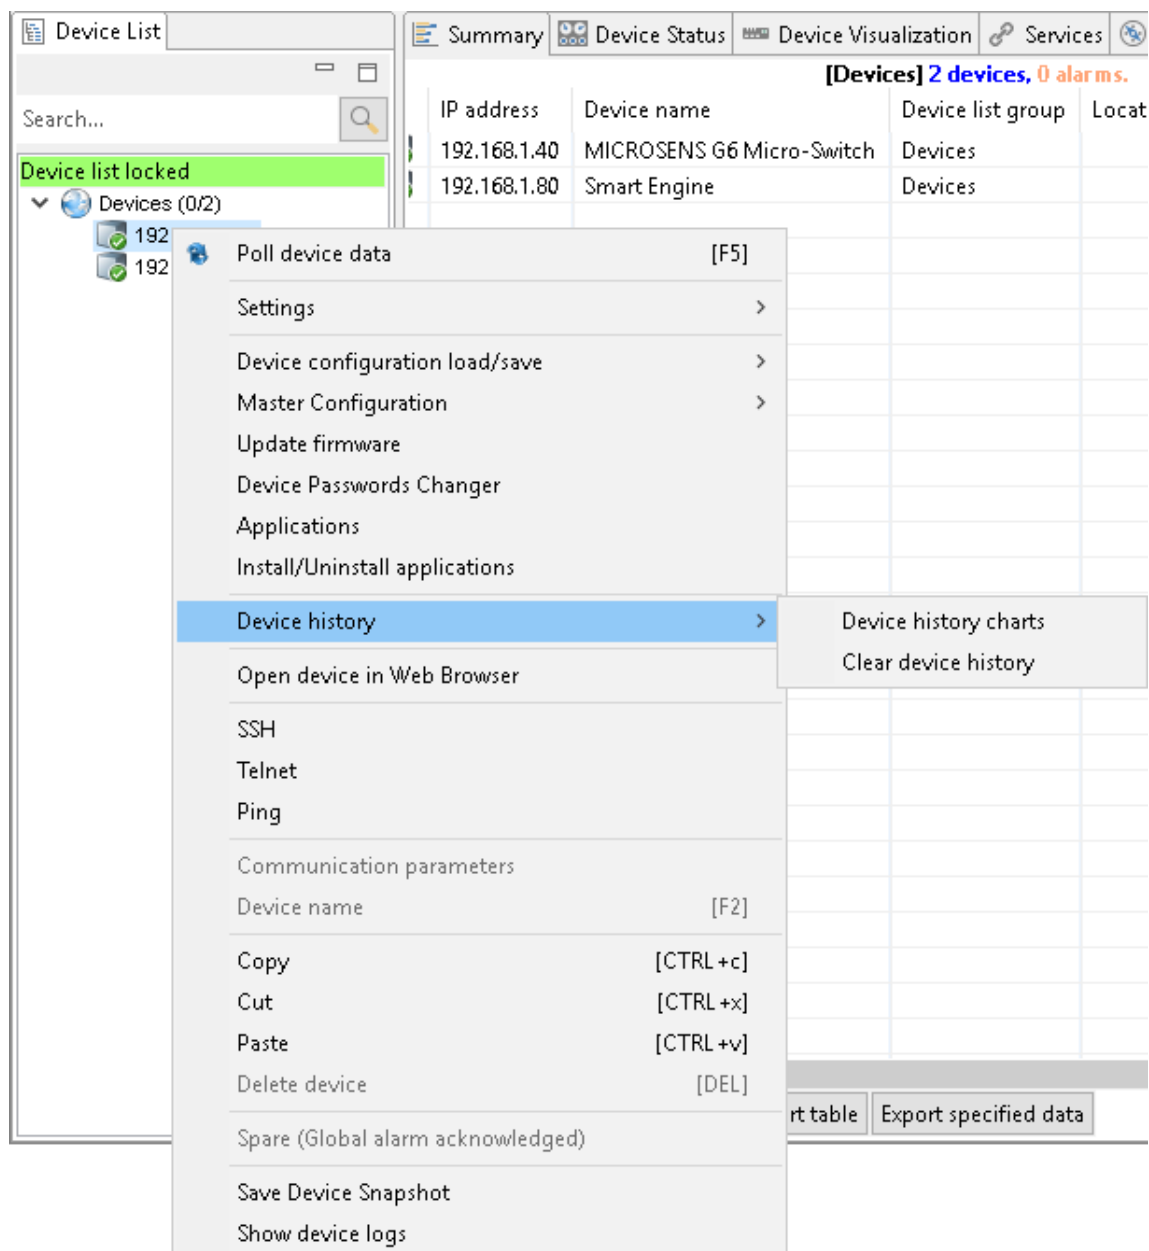 Device List
Summary Device Status Device Visualization Services
[Devices] 2 devices, 0 alarms.
Search...
IP address Device name Device list group Locat
192.168.1.40 MICROSENS G6 Micro-Switch Devices
192.168.1.80 Smart Engine Devices
Device list locked
Devices (0/2)
192
192
Poll device data [F5]
Settings
Device configuration load/save
Master Configuration
Update firmware
Device Passwords Changer
Applications
Install/Uninstall applications
Device history
Device history charts
Clear device history
Open device in Web Browser
SSH
Telnet
Ping
Communication parameters
Device name [F2]
Copy [CTRL+c]
Cut [CTRL+x]
Paste [CTRL+v]
Delete device [DEL]
rt table Export specified data
Spare (Global alarm acknowledged)
Save Device Snapshot
Show device logs